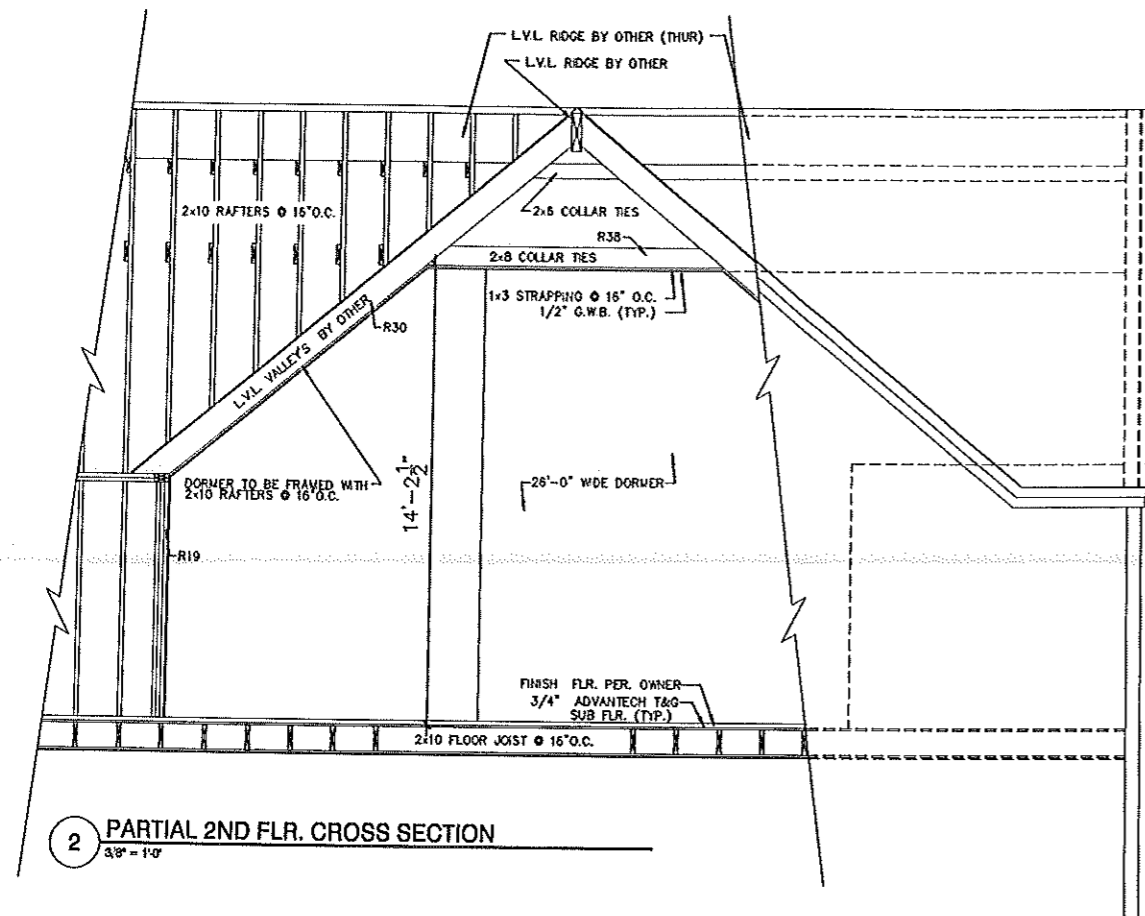 L.V.L. RIDGE BY OTHER (THUR)
L.V.L. RIDGE BY OTHER
2x10 RAFTERS @ 16" O.C.
2x6 COLLAR TIES
R38
2x8 COLLAR TIES
1x3 STRAPPING @ 16" O.C.
1/2" G.W.B. (TYP.)
L.V.L. VALLEY'S BY OTHER
R30
DORMER TO BE FRAMED WITH
2x10 RAFTERS @ 16" O.C.
14'-2 1/2"
26'-0" WIDE DORMER
R19
FINISH FLR. PER. OWNER
3/4" ADVANTECH T&G
SUB FLR. (TYP.)
2x10 FLOOR JOIST @ 16" O.C.
2 PARTIAL 2ND FLR. CROSS SECTION
3/8" = 1'-0"